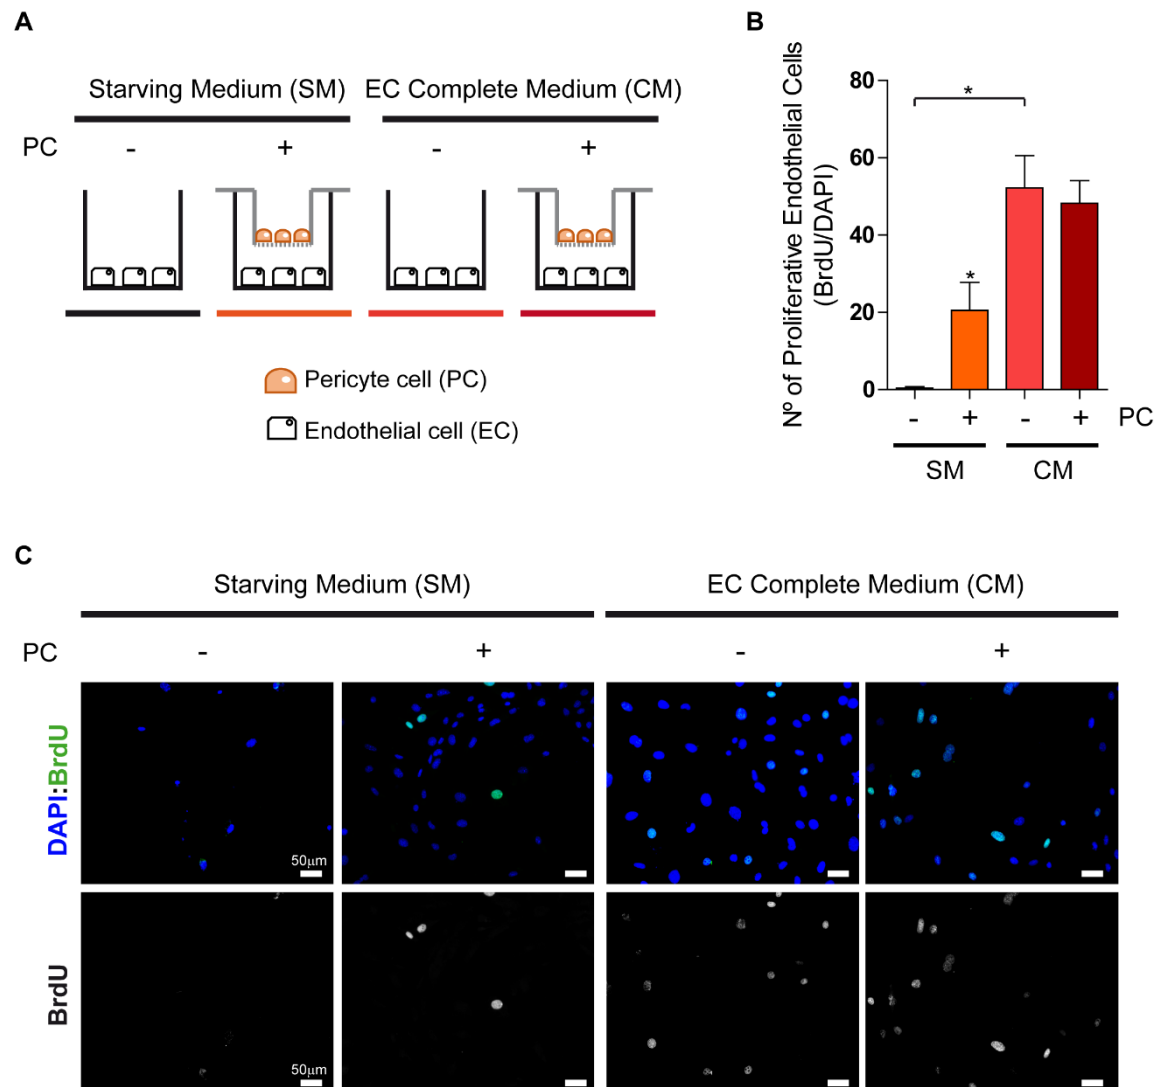 A
Starving Medium (SM) EC Complete Medium (CM)
PC - + - +
Pericyte cell (PC)
Endothelial cell (EC)
B
Nº of Proliferative Endothelial Cells
(BrdU/DAPI)
80
60
40
20
0
*
*
- + - + PC
SM CM
C
Starving Medium (SM) EC Complete Medium (CM)
PC - + - +
DAPI:BrdU
50µm
BrdU
50µm